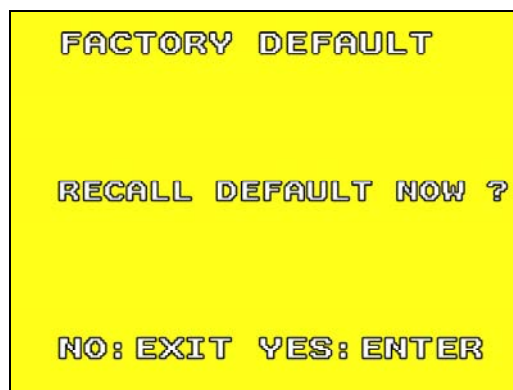 FACTORY DEFAULT
RECALL DEFAULT NOW ?
NO: EXIT YES: ENTER